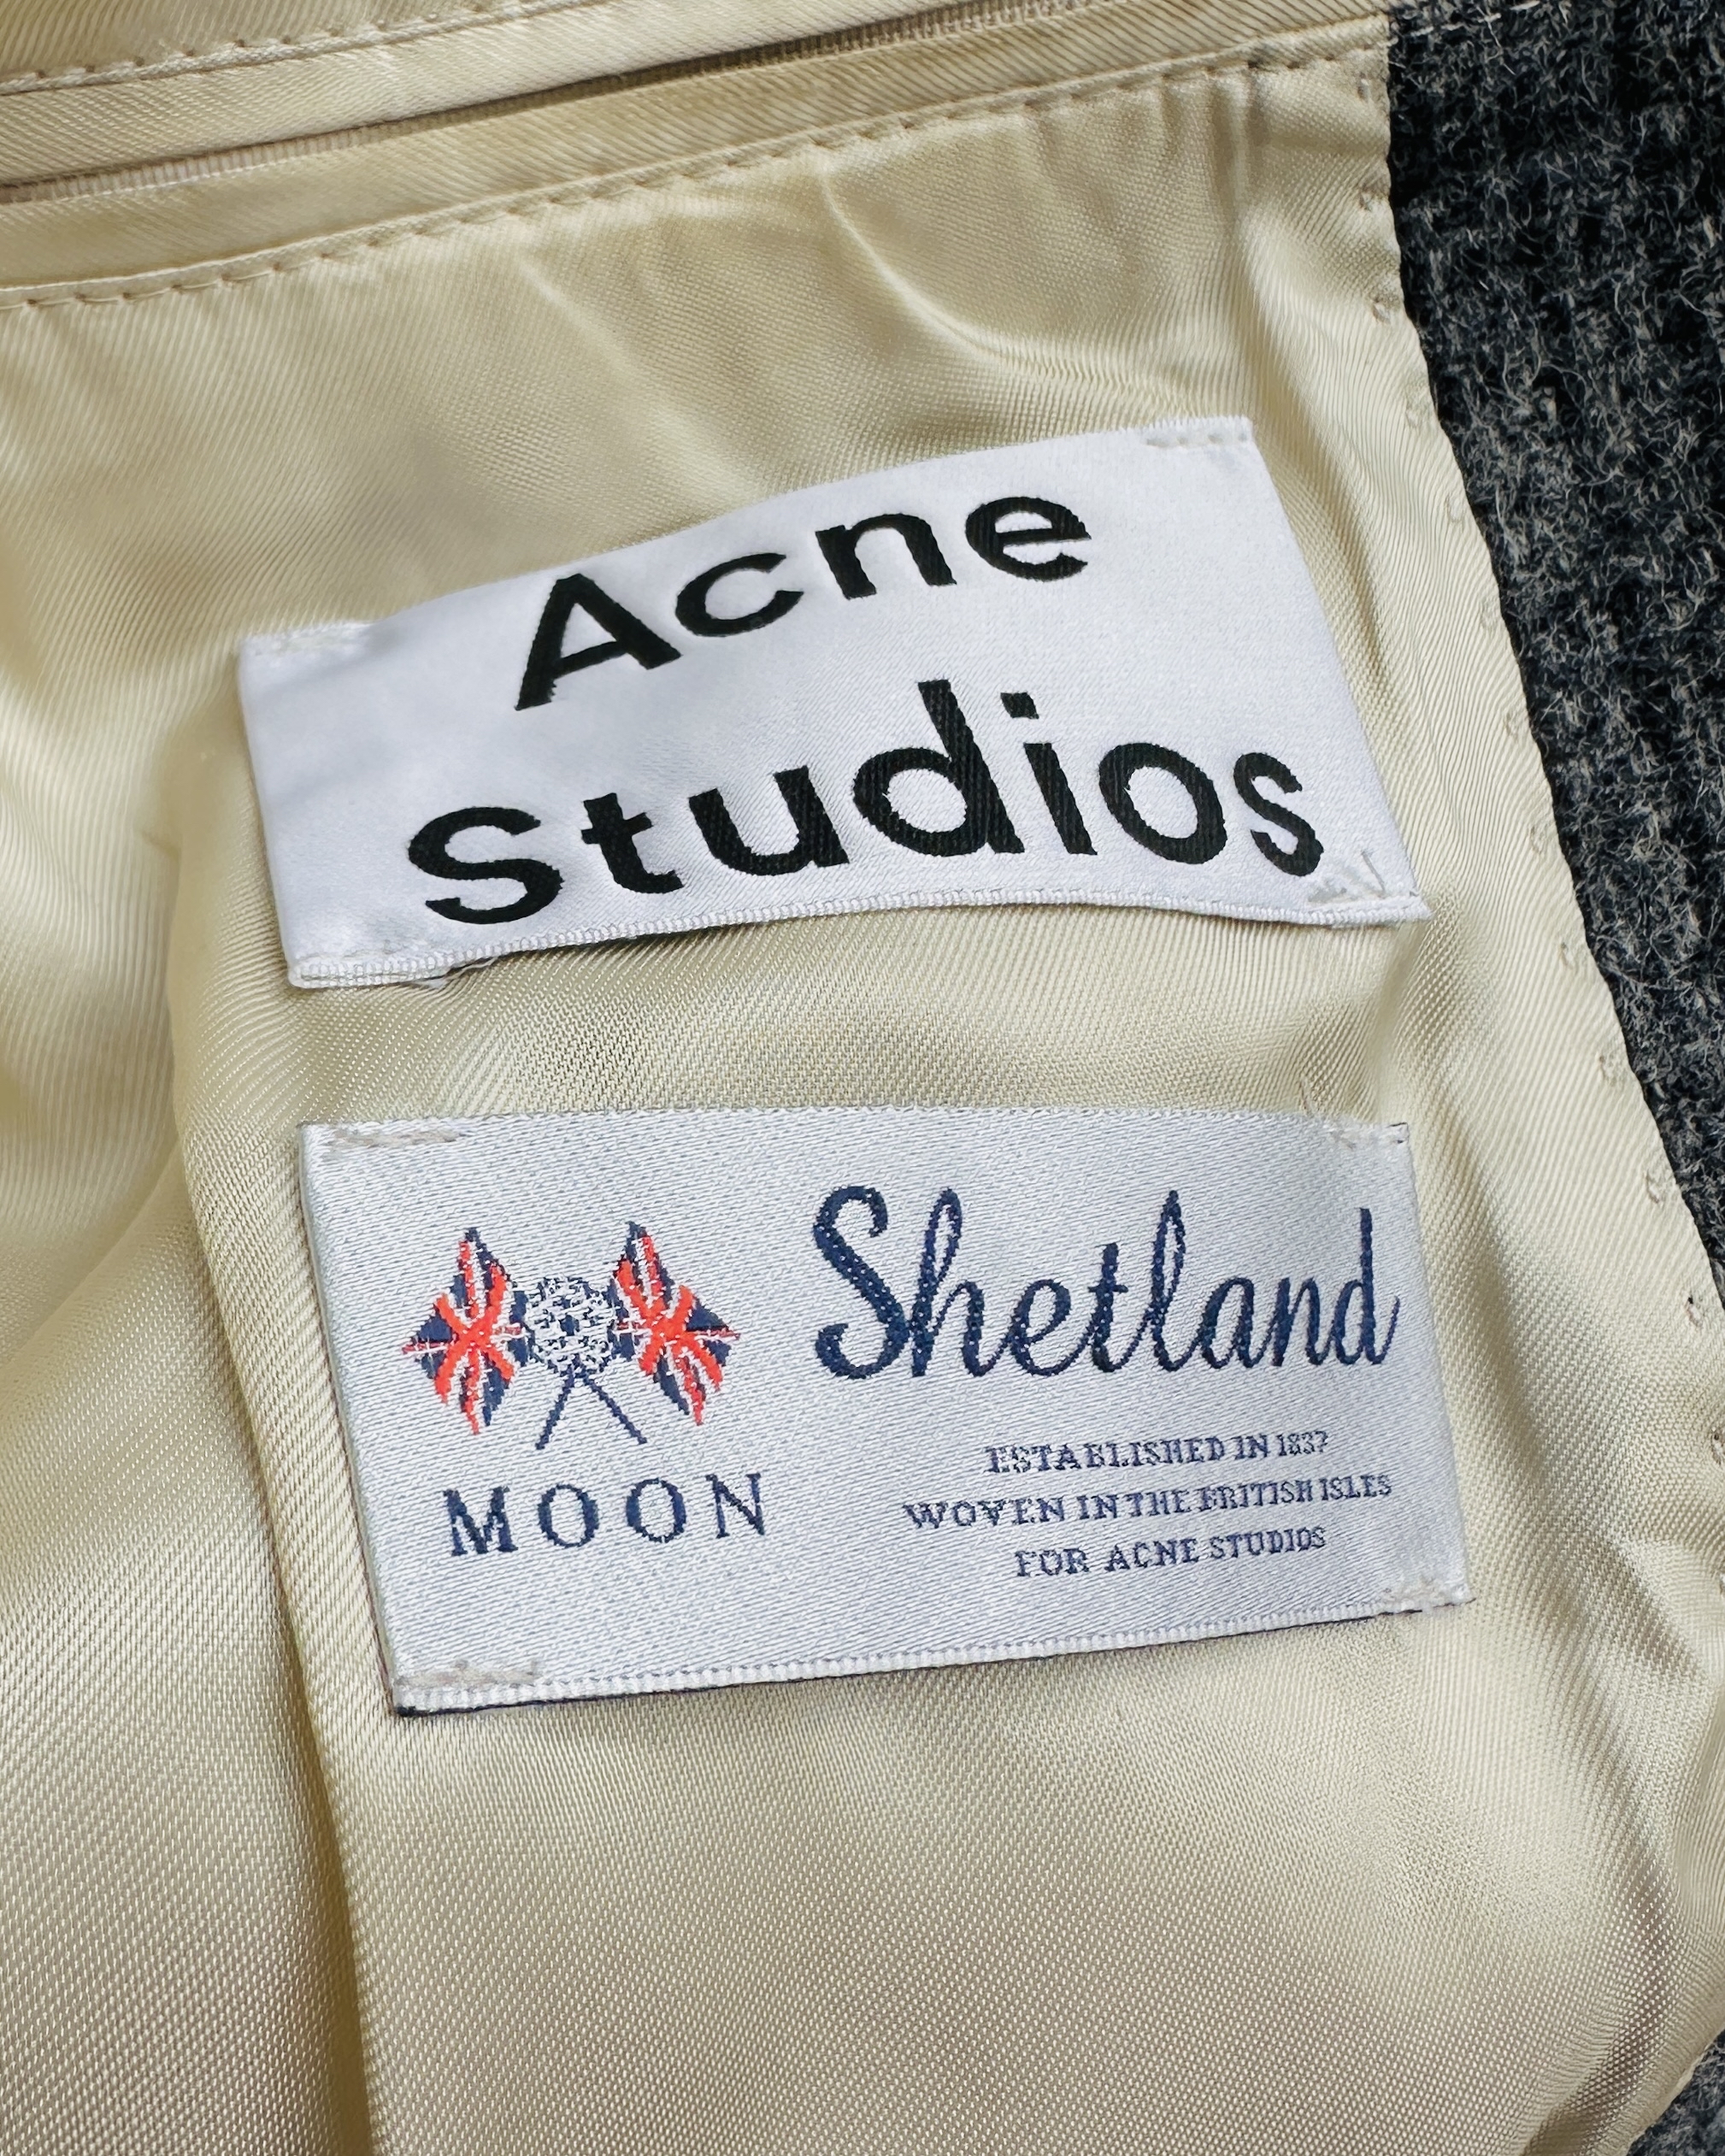 Acne
Studios
Shetland
MOON
ESTABLISHED IN 1837
WOVEN IN THE BRITISH ISLES
FOR ACNE STUDIOS